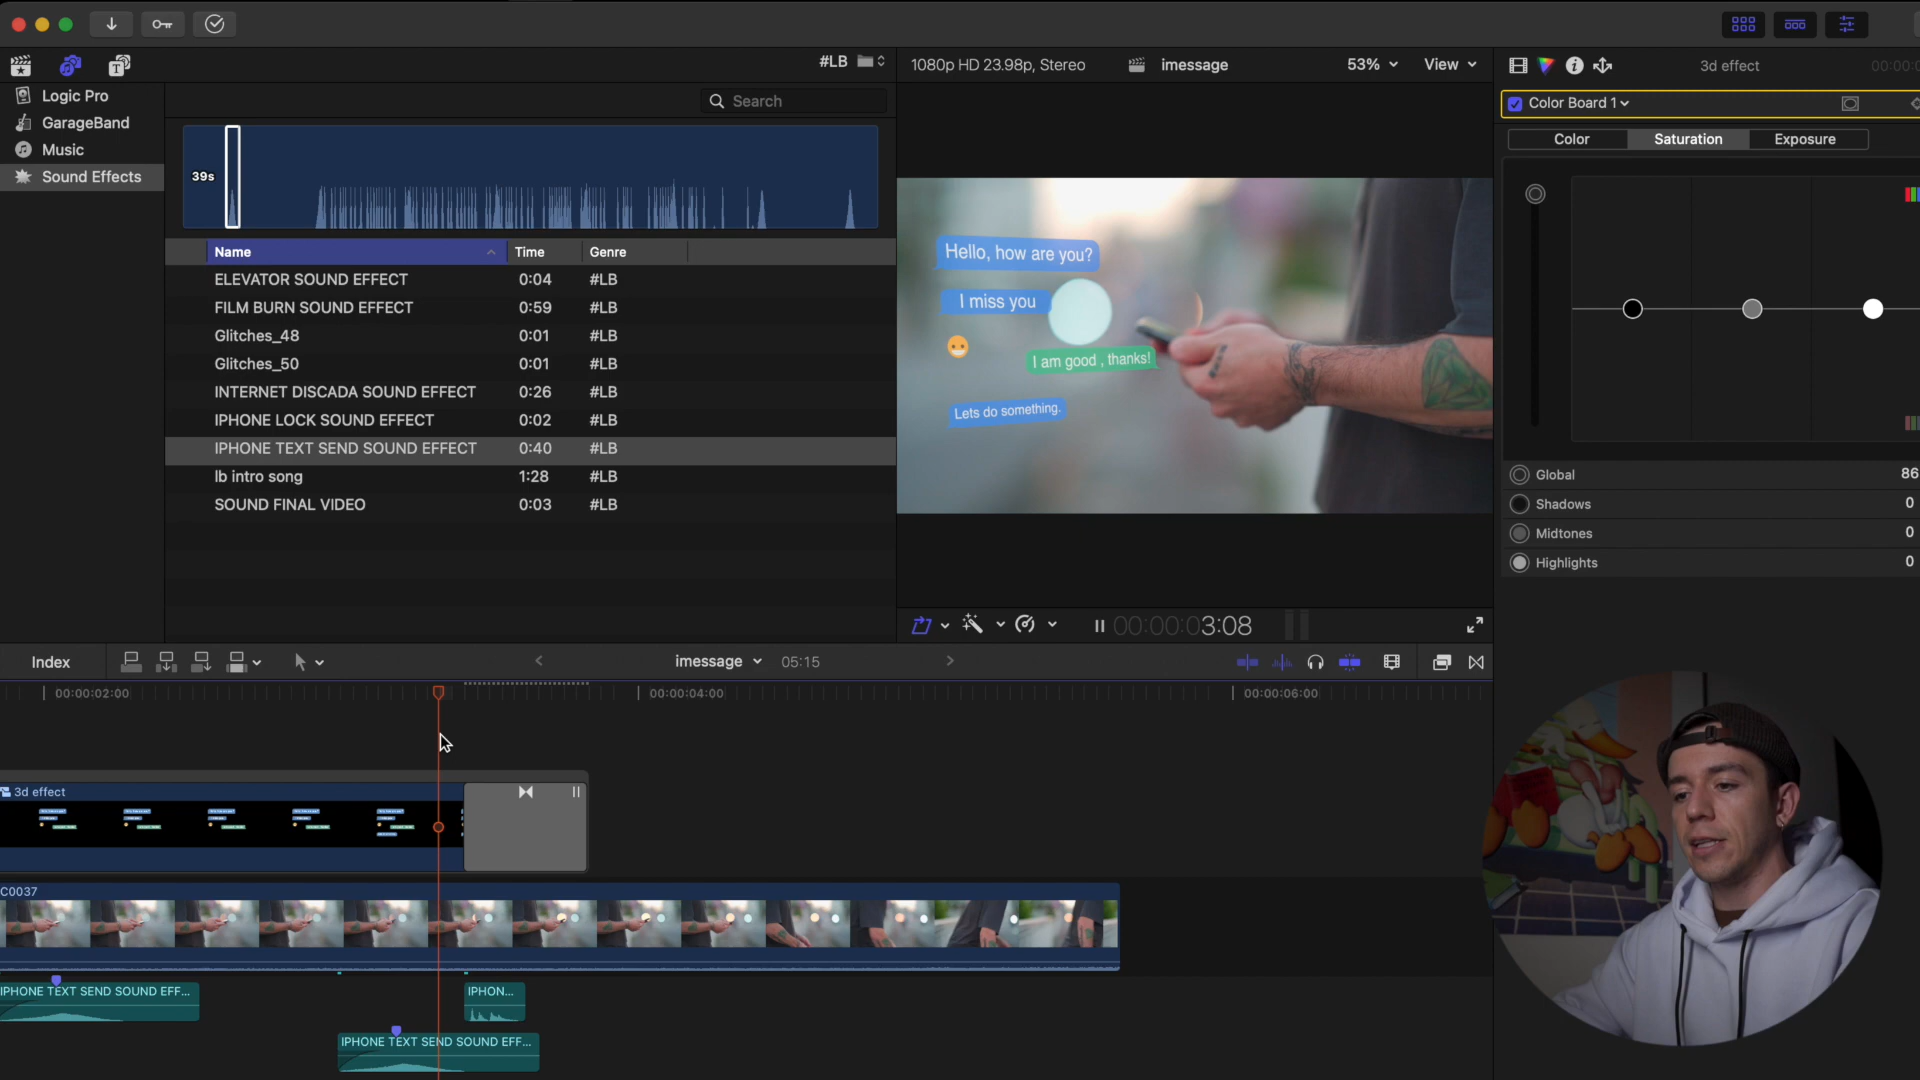 #LB
1080p HD 23.98p, Stereo
imessage
53%
View
3d effect
00:00:0
Logic Pro
GarageBand
Music
Sound Effects
Search
39s
Name
Time
Genre
ELEVATOR SOUND EFFECT
0:04
#LB
FILM BURN SOUND EFFECT
0:59
#LB
Glitches_48
0:01
#LB
Glitches_50
0:01
#LB
INTERNET DISCADA SOUND EFFECT
0:26
#LB
IPHONE LOCK SOUND EFFECT
0:02
#LB
IPHONE TEXT SEND SOUND EFFECT
0:40
#LB
lb intro song
1:28
#LB
SOUND FINAL VIDEO
0:03
#LB
Hello, how are you?
I miss you
I am good , thanks!
Lets do something.
00:00:03:08
Color Board 1
Color
Saturation
Exposure
Global
86
Shadows
0
Midtones
0
Highlights
0
Index
imessage
05:15
00:00:02:00
00:00:04:00
00:00:06:00
3d effect
C0037
IPHONE TEXT SEND SOUND EFF...
IPHON...
IPHONE TEXT SEND SOUND EFF...